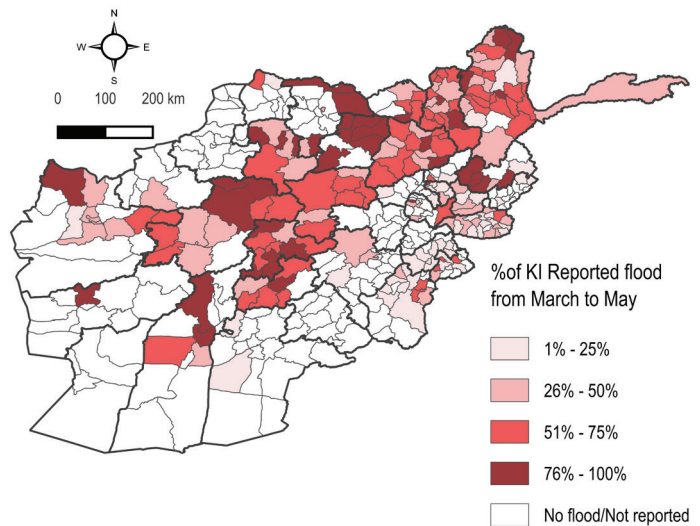 N
W E
S
0 100 200 km
%of KI Reported flood
from March to May
1% - 25%
26% - 50%
51% - 75%
76% - 100%
No flood/Not reported